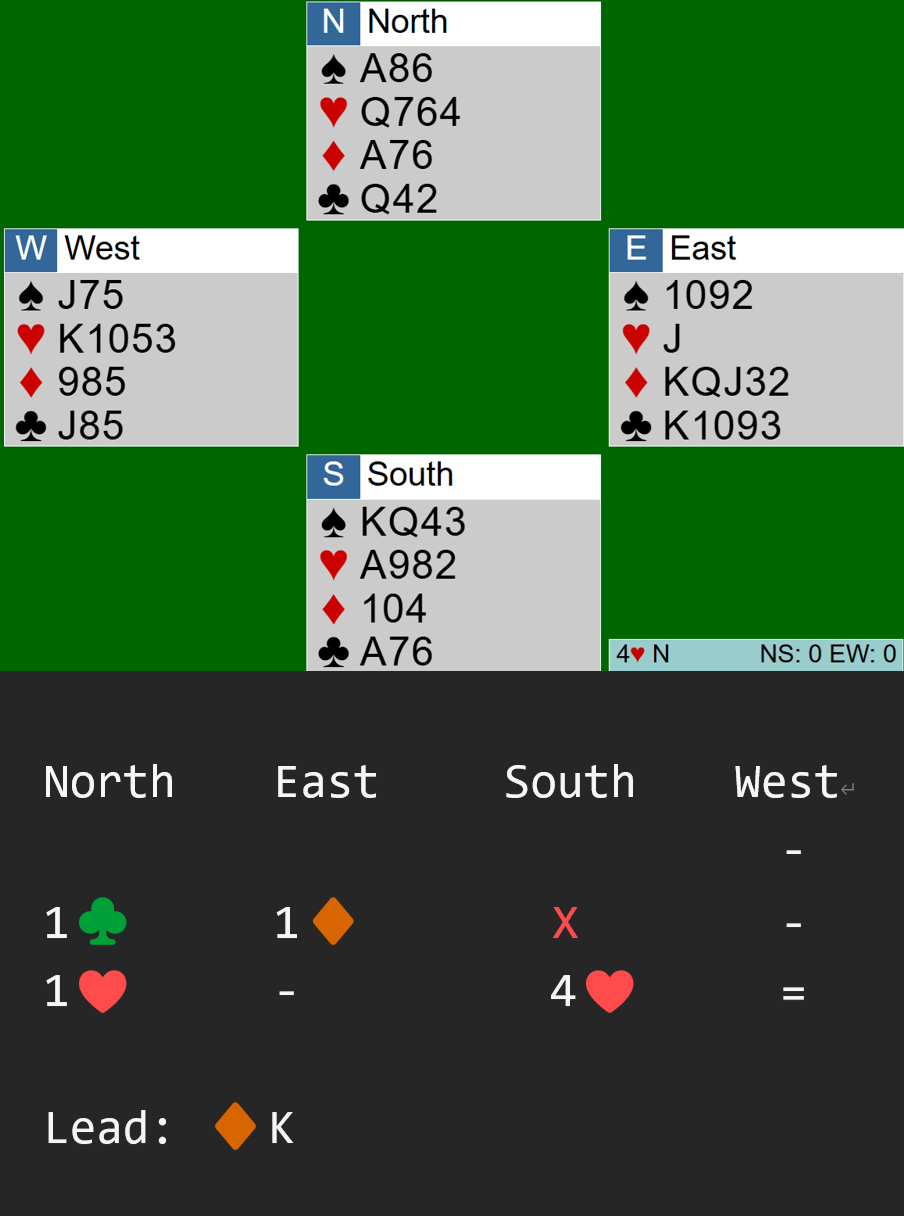 N North
♠ A86
♥ Q764
♦ A76
♣ Q42
W West
♠ J75
♥ K1053
♦ 985
♣ J85
E East
♠ 1092
♥ J
♦ KQJ32
♣ K1093
S South
♠ KQ43
♥ A982
♦ 104
♣ A76
4♥ N NS: 0 EW: 0
North East South West↵
-
1♣ 1♦ X -
1♥ - 4♥ =
Lead: ♦K